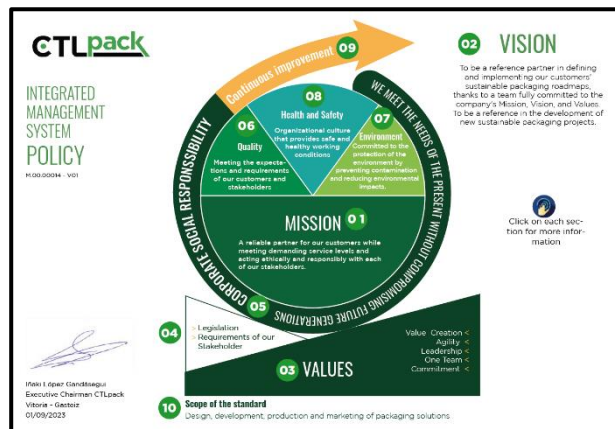 CTLpack
INTEGRATED
MANAGEMENT
SYSTEM
POLICY
M.00.00014 - V01
Continuous improvement 09
02 VISION
To be a reference partner in defining
and implementing our customers'
sustainable packaging roadmaps,
thanks to a team fully committed to the
company's Mission, Vision, and Values.
To be a reference in the development of
new sustainable packaging projects.
Click on each sec-
tion for more infor-
mation
08
Health and Safety
Organizational culture
that provides safe and
healthy working
conditions
06
Quality
Meeting the expecta-
tions and requirements
of our customers and
stakeholders
07
Environment
Committed to the
protection of the
environment by
preventing contamination
and reducing environmental
impacts.
MISSION 01
A reliable partner for our customers while
meeting demanding service levels and
acting ethically and responsibly with each
of our stakeholders.
05 CORPORATE SOCIAL RESPONSSIBILITY
WE MEET THE NEEDS OF THE PRESENT WITHOUT COMPROMISING FUTURE GENERATIONS
04
> Legislation
> Requirements of our
Stakeholder
03 VALUES
Value Creation <
Agility <
Leadership <
One Team <
Commitment <
10 Scope of the standard
Design, development, production and marketing of packaging solutions
Iñaki López Gandásegui
Executive Chairman CTLpack
Vitoria - Gasteiz
01/09/2023